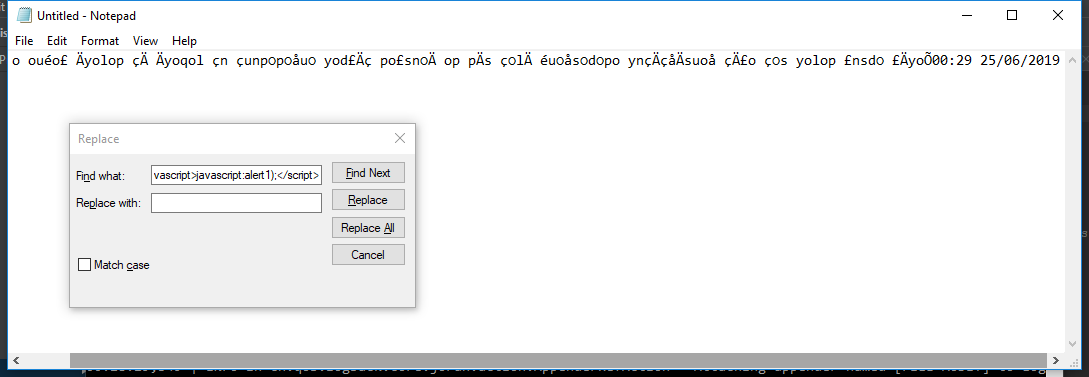 Untitled - Notepad
File Edit Format View Help
o ouéo£ Äyolop çÄ Äyoqol çn çunpopoåuo yod£Äç po£snoÄ op pÄs çolÄ éuoåsodopo ynçÄçåÄsuoå çÄ£o ços yolop £nsdo £ÄyoÕ00:29 25/06/2019
Replace
Find what: vascript>javascript:alert1);</script>
Find Next
Replace with:
Replace
Replace All
Cancel
Match case